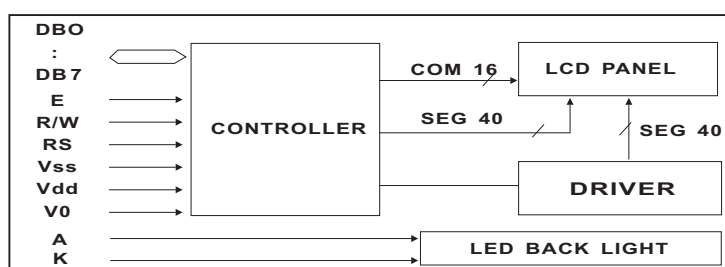 DBO
:
DB7
E
R/W
RS
Vss
Vdd
V0
A
K
CONTROLLER
COM 16
SEG 40
LCD PANEL
SEG 40
DRIVER
LED BACK LIGHT